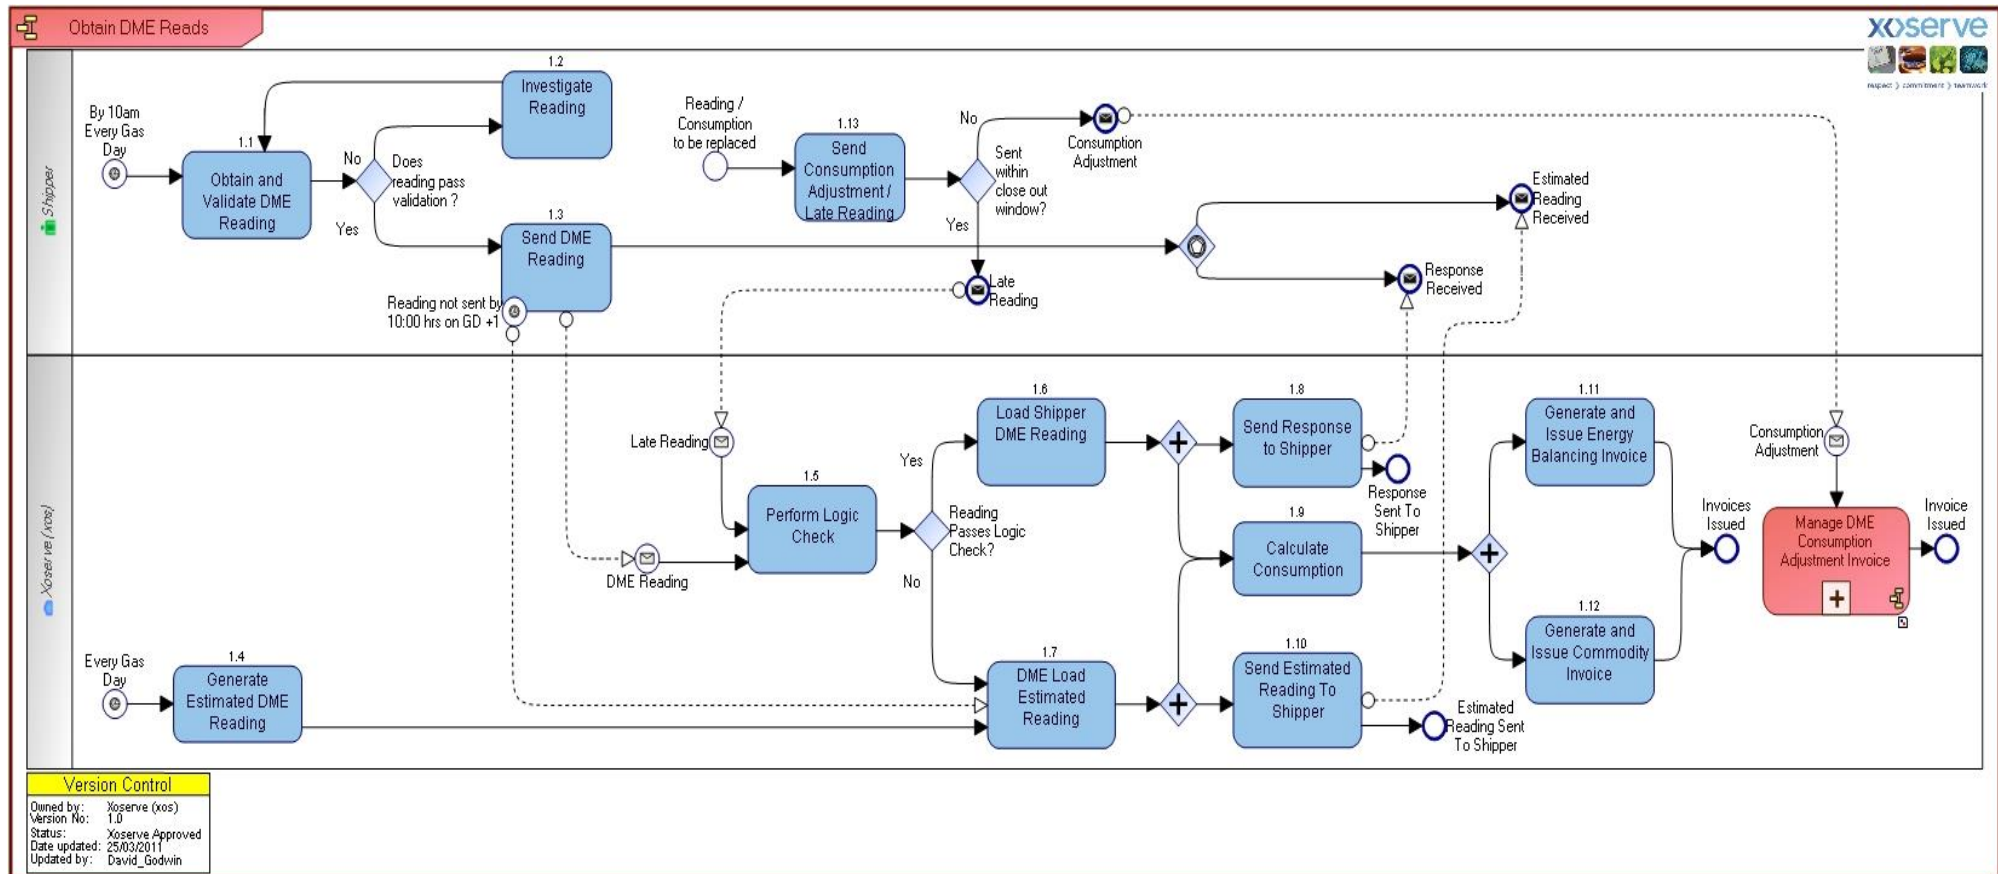 Obtain DME Reads
xoserve
respect > commitment > teamwork
Shipper
By 10am
Every Gas
Day
1.1
Obtain and
Validate DME
Reading
No
Does
reading pass
validation ?
Yes
1.2
Investigate
Reading
1.3
Send DME
Reading
Reading not sent by
10:00 hrs on GD +1
Reading /
Consumption
to be replaced
1.13
Send
Consumption
Adjustment /
Late Reading
No
Sent
within
close out
window?
Yes
Consumption
Adjustment
Late
Reading
Estimated
Reading
Received
Response
Received
Xoserve (xos)
Every Gas
Day
1.4
Generate
Estimated DME
Reading
Late Reading
DME Reading
1.5
Perform Logic
Check
Yes
Reading
Passes Logic
Check?
No
1.6
Load Shipper
DME Reading
1.7
DME Load
Estimated
Reading
1.8
Send Response
to Shipper
Response
Sent To
Shipper
1.9
Calculate
Consumption
1.10
Send Estimated
Reading To
Shipper
Estimated
Reading Sent
To Shipper
1.11
Generate and
Issue Energy
Balancing Invoice
1.12
Generate and
Issue Commodity
Invoice
Invoices
Issued
Consumption
Adjustment
Manage DME
Consumption
Adjustment Invoice
Invoice
Issued
Version Control
Owned by: Xoserve (xos)
Version No: 1.0
Status: Xoserve Approved
Date updated: 25/03/2011
Updated by: David_Godwin